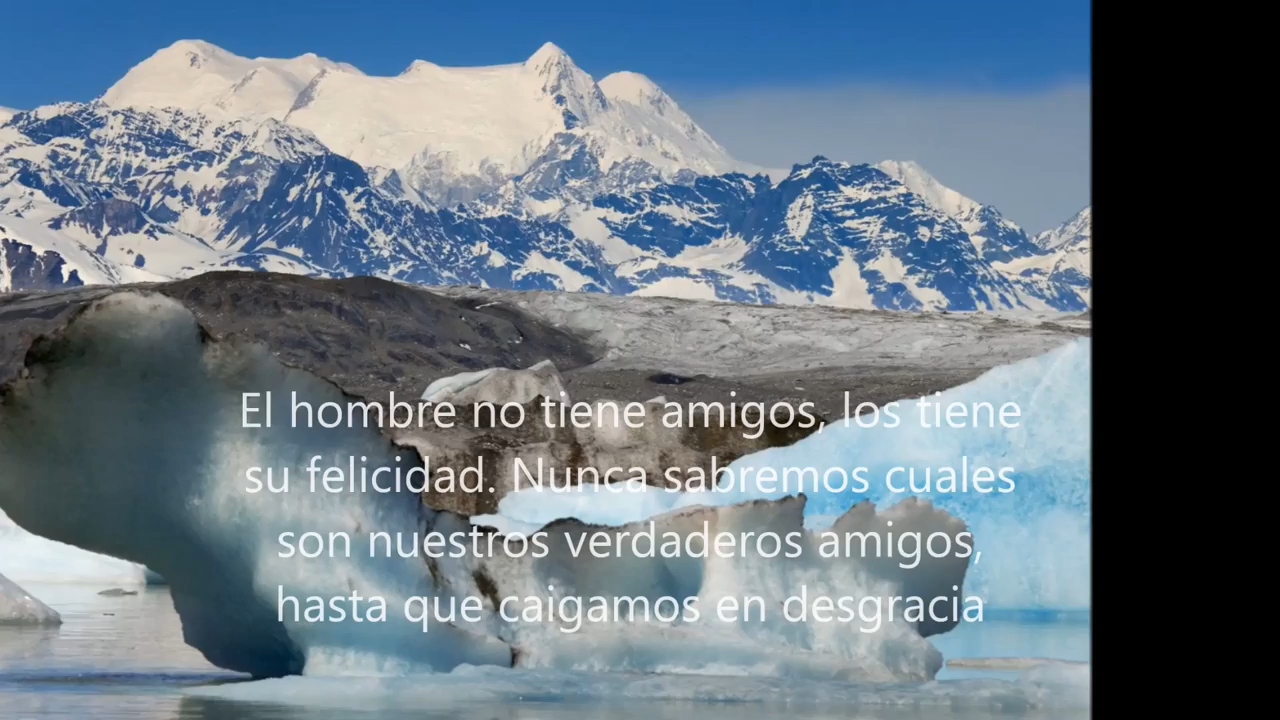 El hombre no tiene amigos, los tiene
su felicidad. Nunca sabremos cuales
son nuestros verdaderos amigos,
hasta que caigamos en desgracia